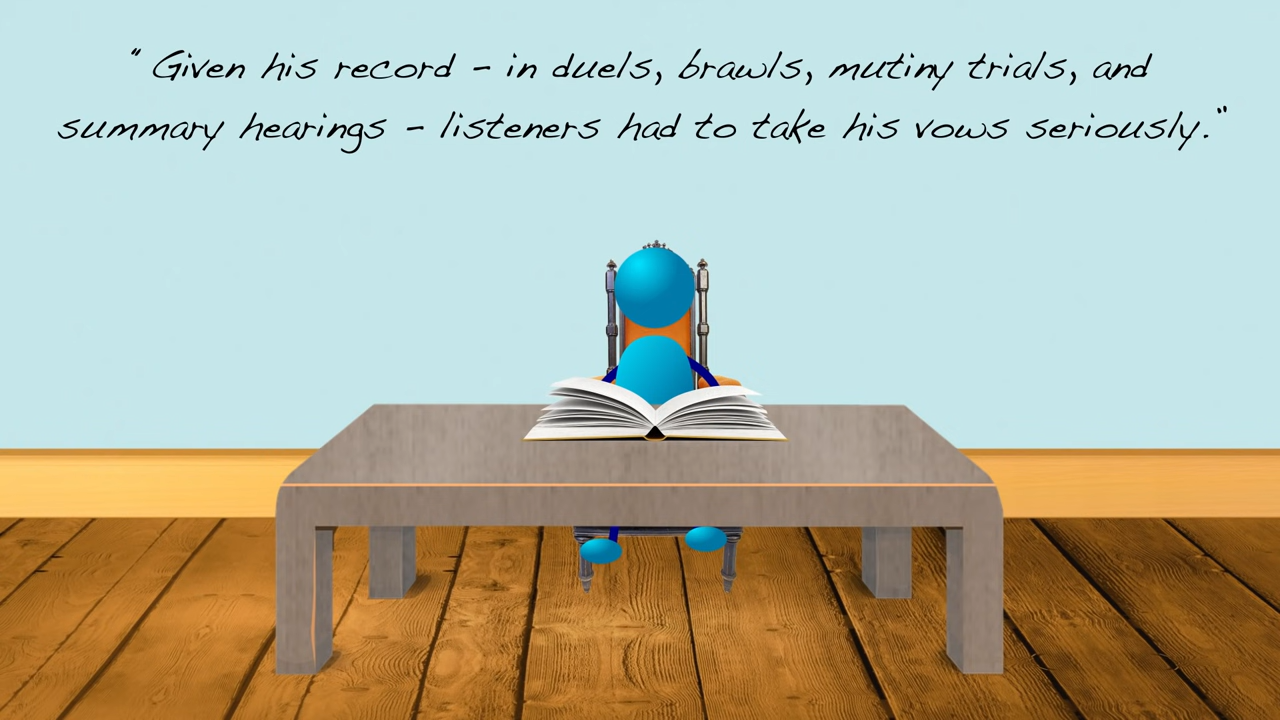 “ Given his record – in duels, brawls, mutiny trials, and
summary hearings – listeners had to take his vows seriously.”